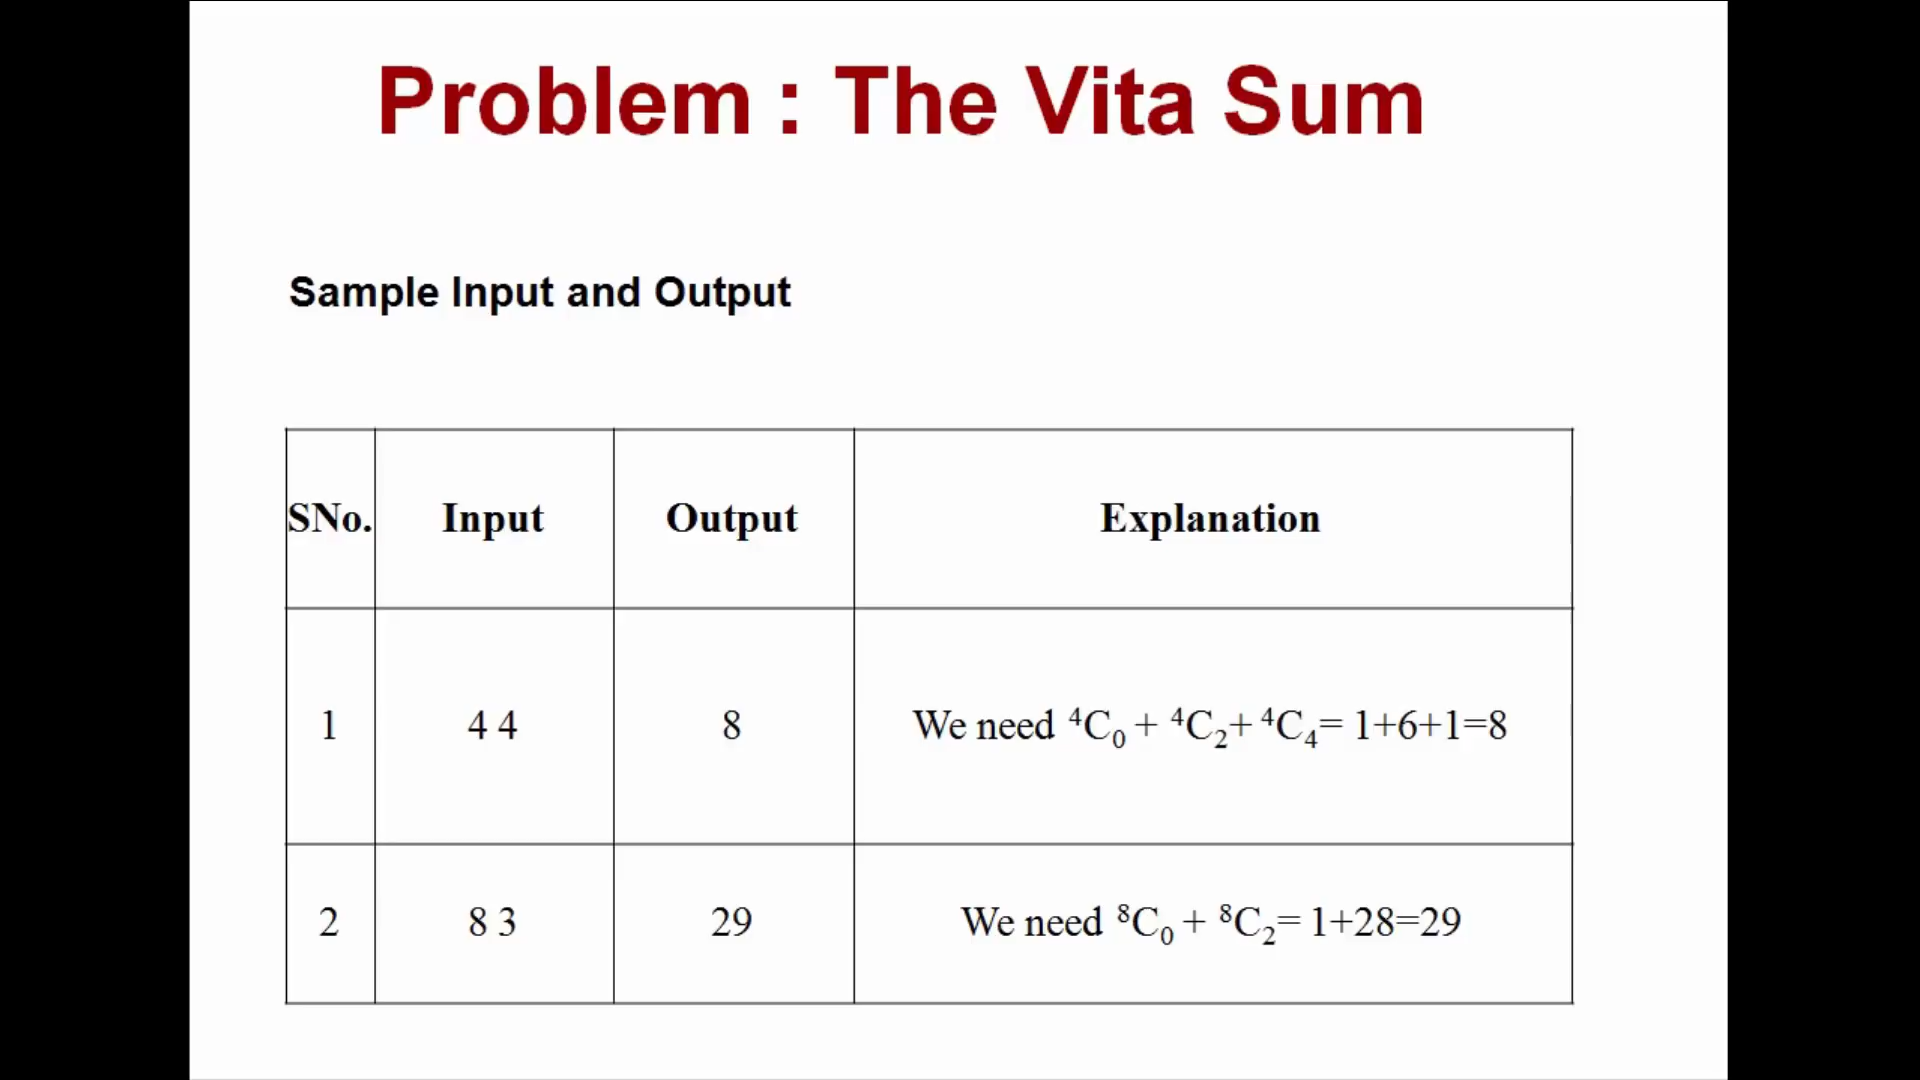 Problem : The Vita Sum
Sample Input and Output
SNo. Input Output Explanation
1 4 4 8 We need ⁴C₀ + ⁴C₂+ ⁴C₄= 1+6+1=8
2 8 3 29 We need ⁸C₀ + ⁸C₂= 1+28=29